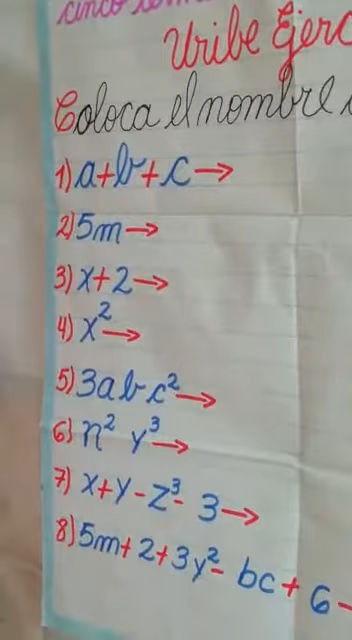 cinco
Uribe Ejerc
Coloca el nombre
1) a+b+c→
2) 5m→
3) x+2→
4) x²→
5) 3abc²→
6) n² y³→
7) x+y-z³-3→
8) 5m+2+3y²-bc+6-